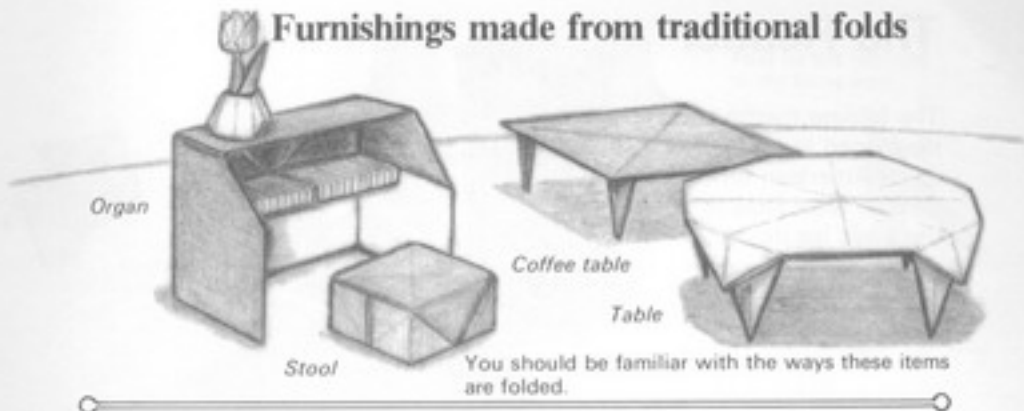 Furnishings made from traditional folds
Organ
Coffee table
Table
Stool
You should be familiar with the ways these items
are folded.